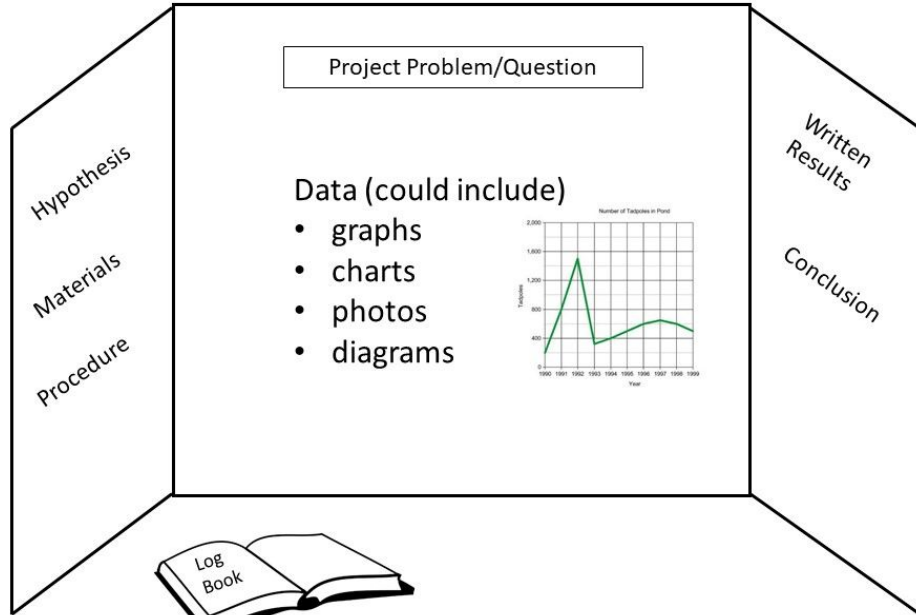 Project Problem/Question
Hypothesis
Materials
Procedure
Data (could include)
• graphs
• charts
• photos
• diagrams
Number of Tadpoles in Pond
Tadpoles
2,000
1,600
1,200
800
400
0
1990 1991 1992 1993 1994 1995 1996 1997 1998 1999
Year
Written
Results
Conclusion
Log
Book